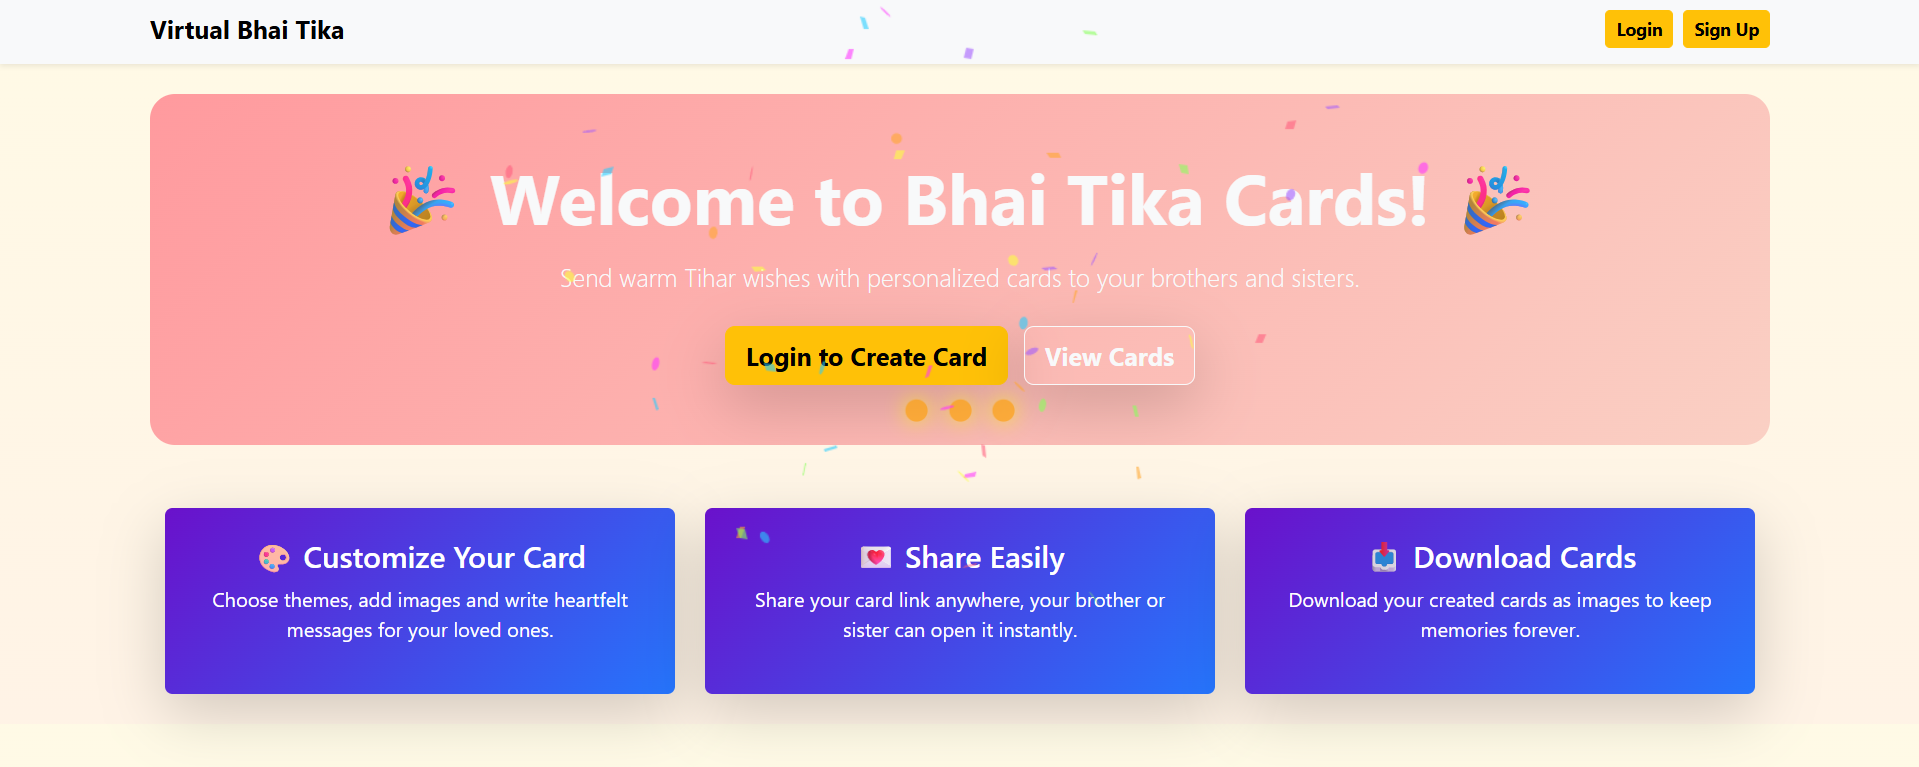 Virtual Bhai Tika
Login
Sign Up
Welcome to Bhai Tika Cards!
Send warm Tihar wishes with personalized cards to your brothers and sisters.
Login to Create Card
View Cards
Customize Your Card
Choose themes, add images and write heartfelt
messages for your loved ones.
Share Easily
Share your card link anywhere, your brother or
sister can open it instantly.
Download Cards
Download your created cards as images to keep
memories forever.